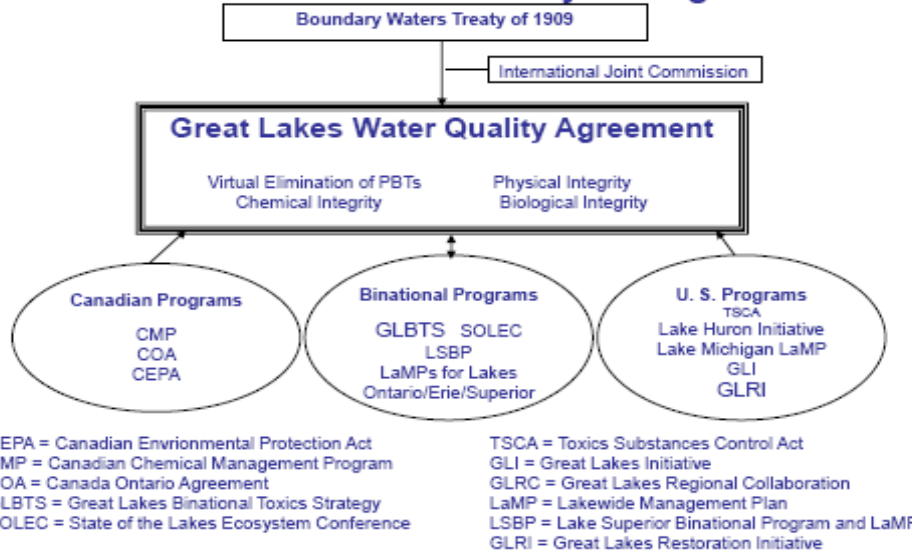 Boundary Waters Treaty of 1909
International Joint Commission
Great Lakes Water Quality Agreement
Virtual Elimination of PBTs Physical Integrity
Chemical Integrity Biological Integrity
Canadian Programs
CMP
COA
CEPA
Binational Programs
GLBTS SOLEC
LSBP
LaMPs for Lakes
Ontario/Erie/Superior
U. S. Programs
TSCA
Lake Huron Initiative
Lake Michigan LaMP
GLI
GLRI
EPA = Canadian Envrionmental Protection Act
MP = Canadian Chemical Management Program
OA = Canada Ontario Agreement
LBTS = Great Lakes Binational Toxics Strategy
OLEC = State of the Lakes Ecosystem Conference
TSCA = Toxics Substances Control Act
GLI = Great Lakes Initiative
GLRC = Great Lakes Regional Collaboration
LaMP = Lakewide Management Plan
LSBP = Lake Superior Binational Program and LaMP
GLRI = Great Lakes Restoration Initiative